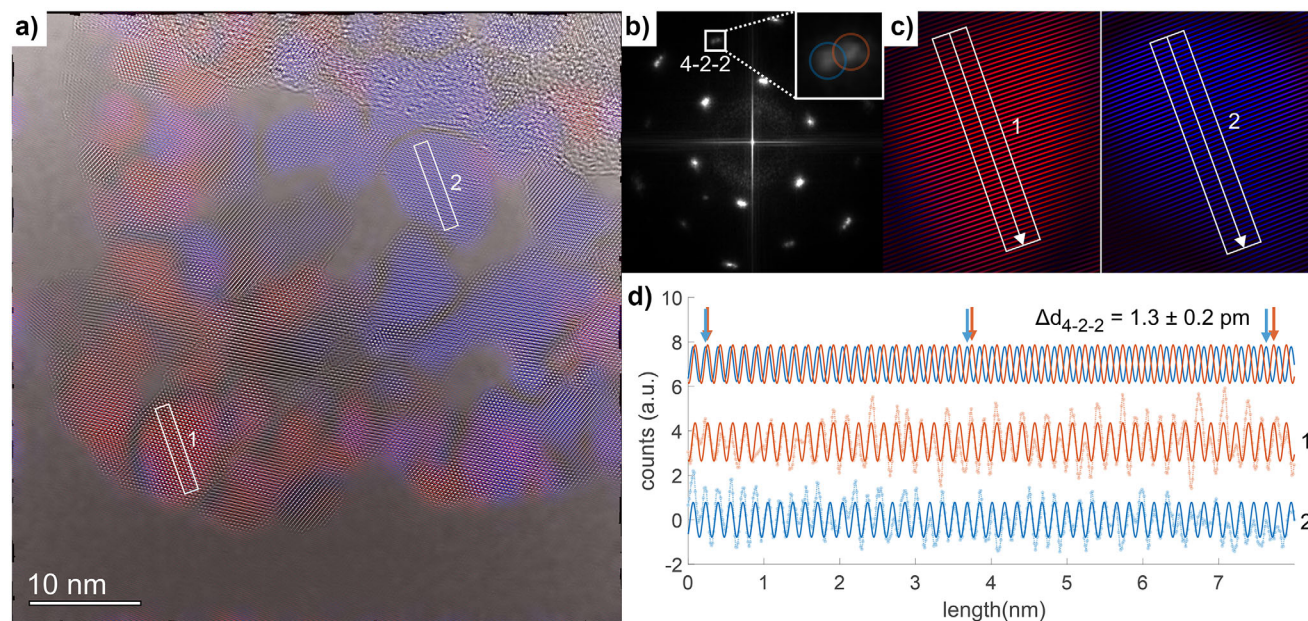 a)
2
1
10 nm
b)
4-2-2
c)
1
2
d)
Δd4-2-2 = 1.3 ± 0.2 pm
10
8
6
4
2
0
-2
counts (a.u.)
1
2
0 1 2 3 4 5 6 7
length(nm)